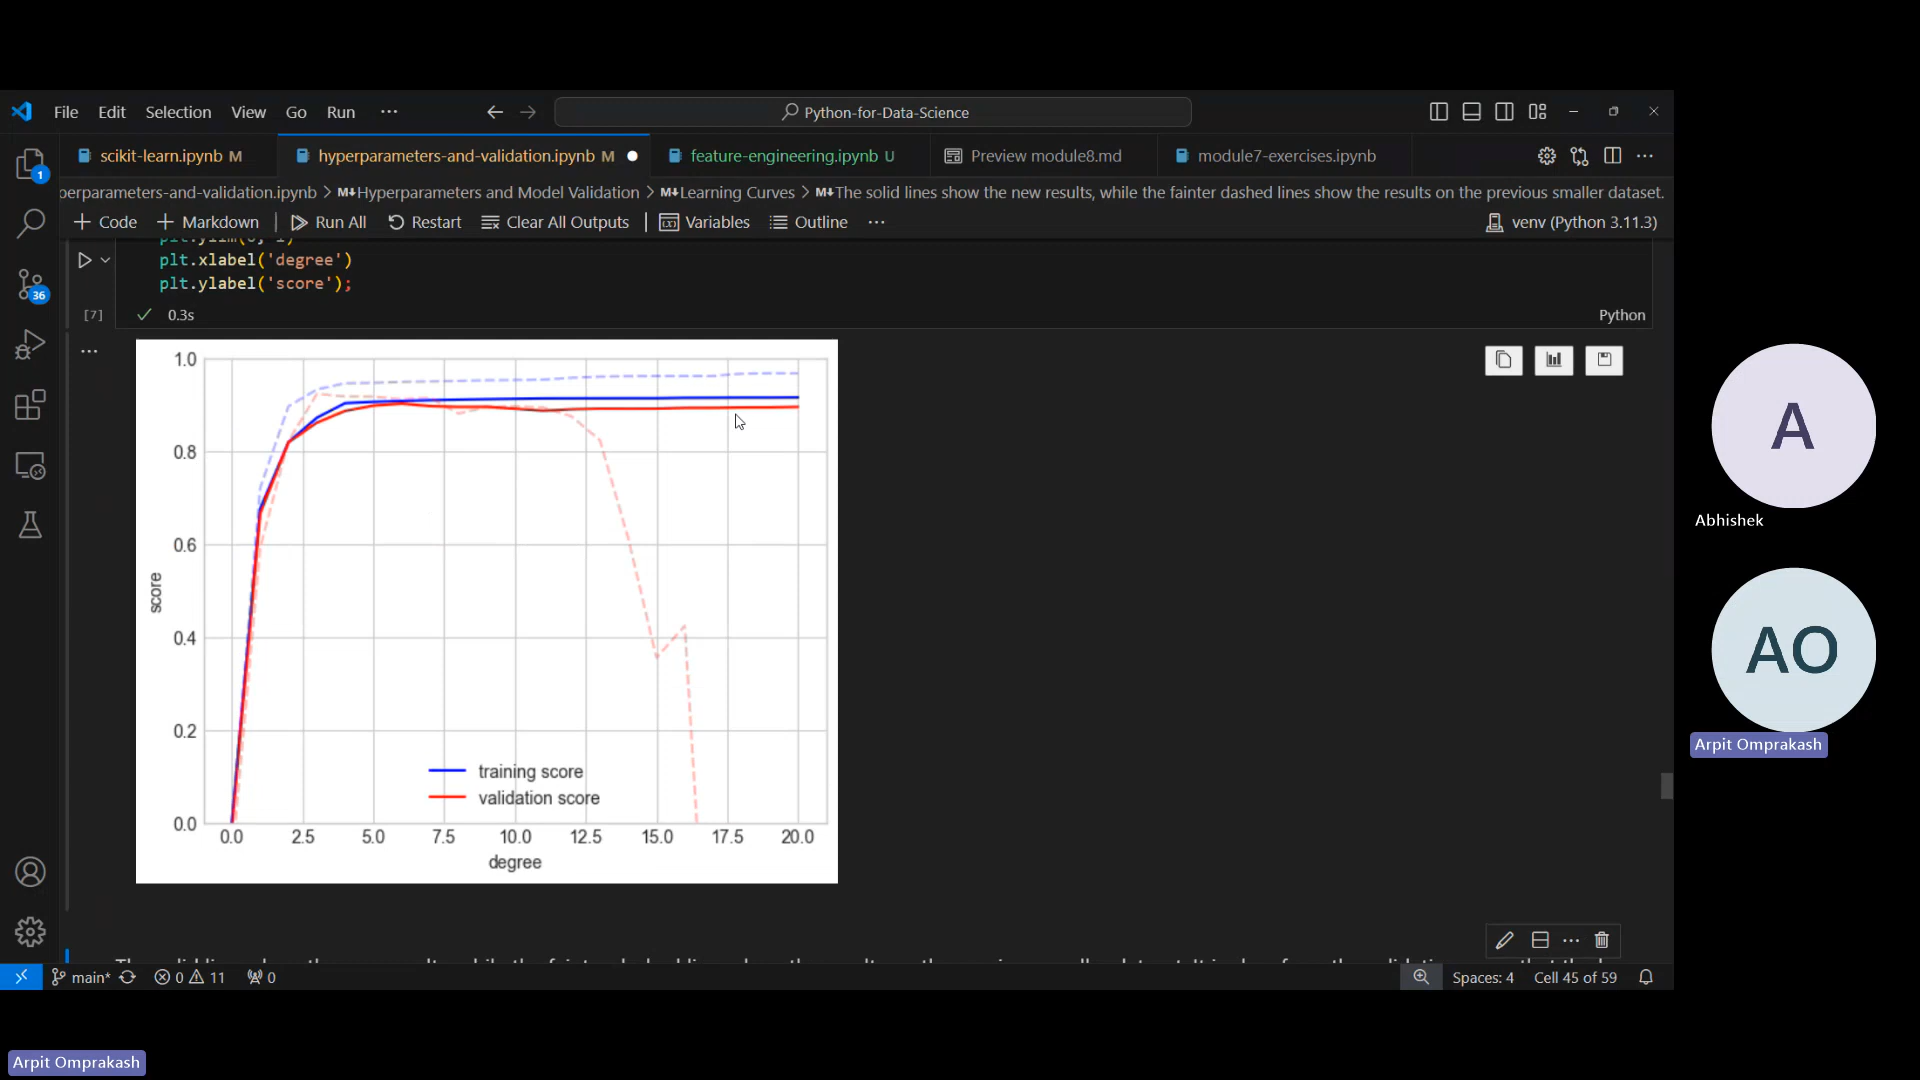 File Edit Selection View Go Run ··· Python-for-Data-Science
scikit-learn.ipynb M hyperparameters-and-validation.ipynb M feature-engineering.ipynb U Preview module8.md module7-exercises.ipynb
perparameters-and-validation.ipynb > M↓Hyperparameters and Model Validation > M↓Learning Curves > M↓The solid lines show the new results, while the fainter dashed lines show the results on the previous smaller dataset.
+ Code + Markdown Run All Restart Clear All Outputs Variables Outline ··· venv (Python 3.11.3)
plt.xlabel('degree')
plt.ylabel('score');
[7] 0.3s Python
1.0
0.8
0.6
0.4
0.2
0.0
score
training score
validation score
0.0 2.5 5.0 7.5 10.0 12.5 15.0 17.5 20.0
degree
1
36
main* 0 11 0 Spaces: 4 Cell 45 of 59
A
Abhishek
AO
Arpit Omprakash
Arpit Omprakash